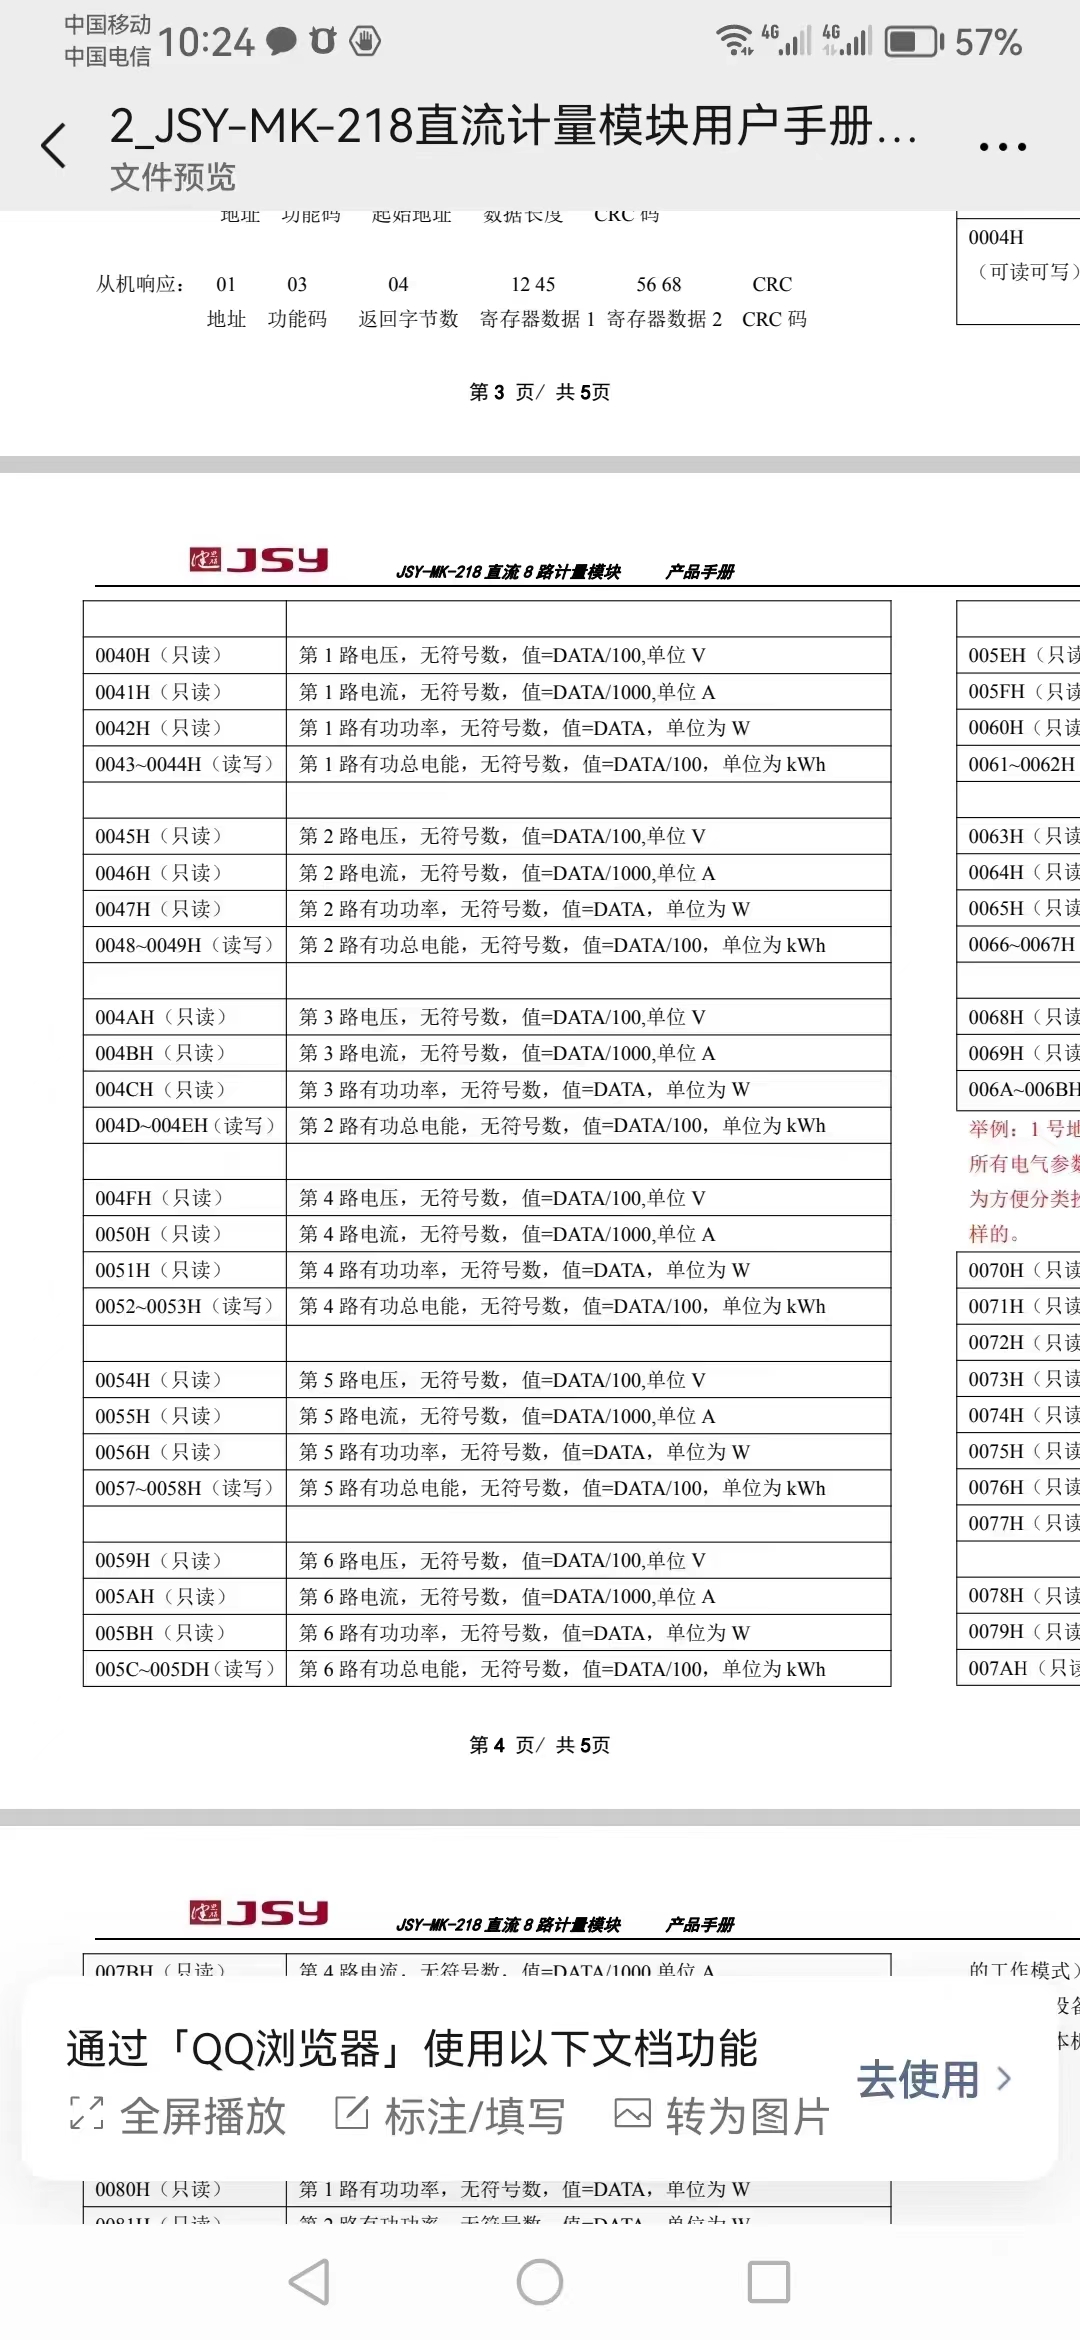 中国移动
中国电信
10:24
4G
4G
57%
2_JSY-MK-218直流计量模块用户手册...
文件预览
地址 功能码 起始地址 数据长度 CRC 码
从机响应： 01 03 04 12 45 56 68 CRC
地址 功能码 返回字节数 寄存器数据 1 寄存器数据 2 CRC 码
0004H
（可读可写）
第 3 页/ 共 5页
JSY
JSY-MK-218 直流 8 路计量模块 产品手册
0040H（只读） 第 1 路电压，无符号数，值=DATA/100,单位 V
0041H（只读） 第 1 路电流，无符号数，值=DATA/1000,单位 A
0042H（只读） 第 1 路有功功率，无符号数，值=DATA，单位为 W
0043~0044H（读写） 第 1 路有功总电能，无符号数，值=DATA/100，单位为 kWh
0045H（只读） 第 2 路电压，无符号数，值=DATA/100,单位 V
0046H（只读） 第 2 路电流，无符号数，值=DATA/1000,单位 A
0047H（只读） 第 2 路有功功率，无符号数，值=DATA，单位为 W
0048~0049H（读写） 第 2 路有功总电能，无符号数，值=DATA/100，单位为 kWh
004AH（只读） 第 3 路电压，无符号数，值=DATA/100,单位 V
004BH（只读） 第 3 路电流，无符号数，值=DATA/1000,单位 A
004CH（只读） 第 3 路有功功率，无符号数，值=DATA，单位为 W
004D~004EH（读写） 第 2 路有功总电能，无符号数，值=DATA/100，单位为 kWh
004FH（只读） 第 4 路电压，无符号数，值=DATA/100,单位 V
0050H（只读） 第 4 路电流，无符号数，值=DATA/1000,单位 A
0051H（只读） 第 4 路有功功率，无符号数，值=DATA，单位为 W
0052~0053H（读写） 第 4 路有功总电能，无符号数，值=DATA/100，单位为 kWh
0054H（只读） 第 5 路电压，无符号数，值=DATA/100,单位 V
0055H（只读） 第 5 路电流，无符号数，值=DATA/1000,单位 A
0056H（只读） 第 5 路有功功率，无符号数，值=DATA，单位为 W
0057~0058H（读写） 第 5 路有功总电能，无符号数，值=DATA/100，单位为 kWh
0059H（只读） 第 6 路电压，无符号数，值=DATA/100,单位 V
005AH（只读） 第 6 路电流，无符号数，值=DATA/1000,单位 A
005BH（只读） 第 6 路有功功率，无符号数，值=DATA，单位为 W
005C~005DH（读写） 第 6 路有功总电能，无符号数，值=DATA/100，单位为 kWh
005EH（只读
005FH（只读
0060H（只读
0061~0062H
0063H（只读
0064H（只读
0065H（只读
0066~0067H
0068H（只读
0069H（只读
006A~006BH
举例：1 号地
所有电气参数
为方便分类抄
样的。
0070H（只读
0071H（只读
0072H（只读
0073H（只读
0074H（只读
0075H（只读
0076H（只读
0077H（只读
0078H（只读
0079H（只读
007AH（只读
第 4 页/ 共 5页
JSY
JSY-MK-218 直流 8 路计量模块 产品手册
007BH（只读） 第 4 路电流，无符号数，值=DATA/1000,单位 A
的工作模式）
设备
本机
通过「QQ浏览器」使用以下文档功能
全屏播放 标注/填写 转为图片
去使用
0080H（只读） 第 1 路有功功率，无符号数，值=DATA，单位为 W
0081H（只读） 第 2 路有功功率，无符号数，值=DATA，单位为 W